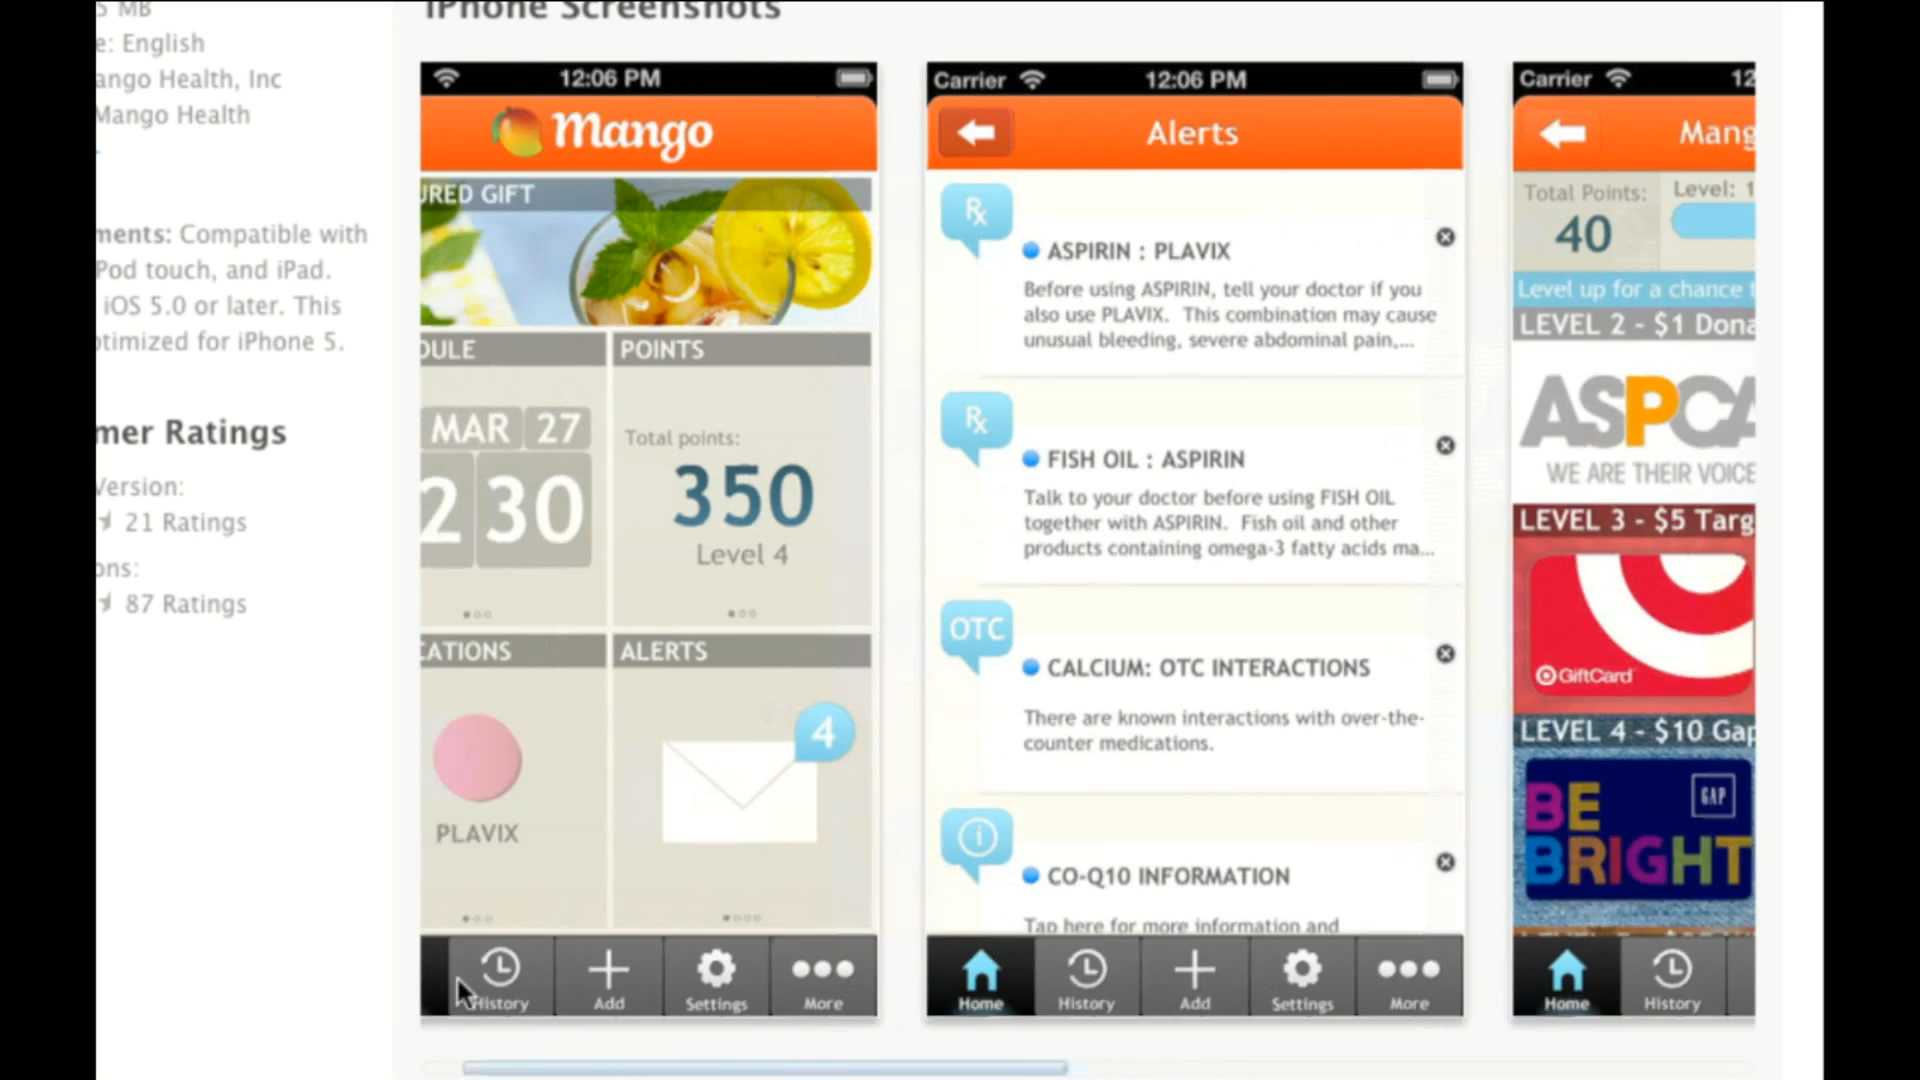 iPhone Screenshots
5 MB
e: English
ango Health, Inc
Mango Health
ments: Compatible with
Pod touch, and iPad.
iOS 5.0 or later. This
ptimized for iPhone 5.
mer Ratings
Version:
21 Ratings
ons:
87 Ratings
12:06 PM
Mango
URED GIFT
DULE
POINTS
MAR 27
2 30
Total points:
350
Level 4
CATIONS
ALERTS
PLAVIX
4
History
Add
Settings
More
Carrier
12:06 PM
Alerts
Rx
ASPIRIN : PLAVIX
Before using ASPIRIN, tell your doctor if you
also use PLAVIX. This combination may cause
unusual bleeding, severe abdominal pain,...
Rx
FISH OIL : ASPIRIN
Talk to your doctor before using FISH OIL
together with ASPIRIN. Fish oil and other
products containing omega-3 fatty acids ma...
OTC
CALCIUM: OTC INTERACTIONS
There are known interactions with over-the-
counter medications.
i
CO-Q10 INFORMATION
Tap here for more information and
Home
History
Add
Settings
More
Carrier
12
Mang
Total Points:
40
Level: 1
Level up for a chance t
LEVEL 2 - $1 Dona
ASPCA
WE ARE THEIR VOICE
LEVEL 3 - $5 Targ
GiftCard
LEVEL 4 - $10 Gap
GAP
BE
BRIGHT
Home
History